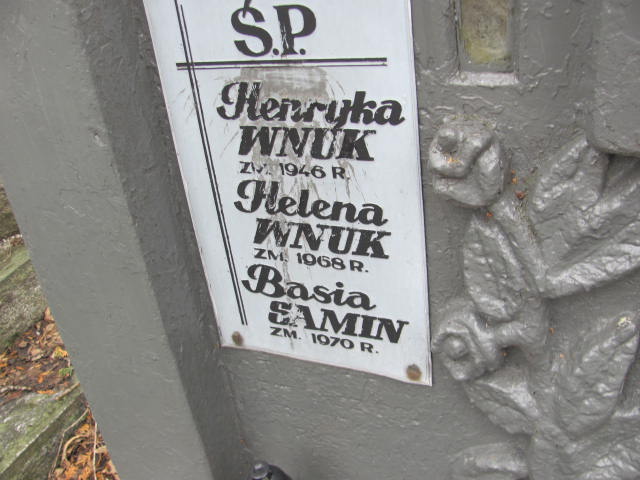 Ś.P.
Henryka
WNUK
ZM. 1946 R.
Helena
WNUK
ZM. 1968 R.
Basia
SAMIN
ZM. 1970 R.